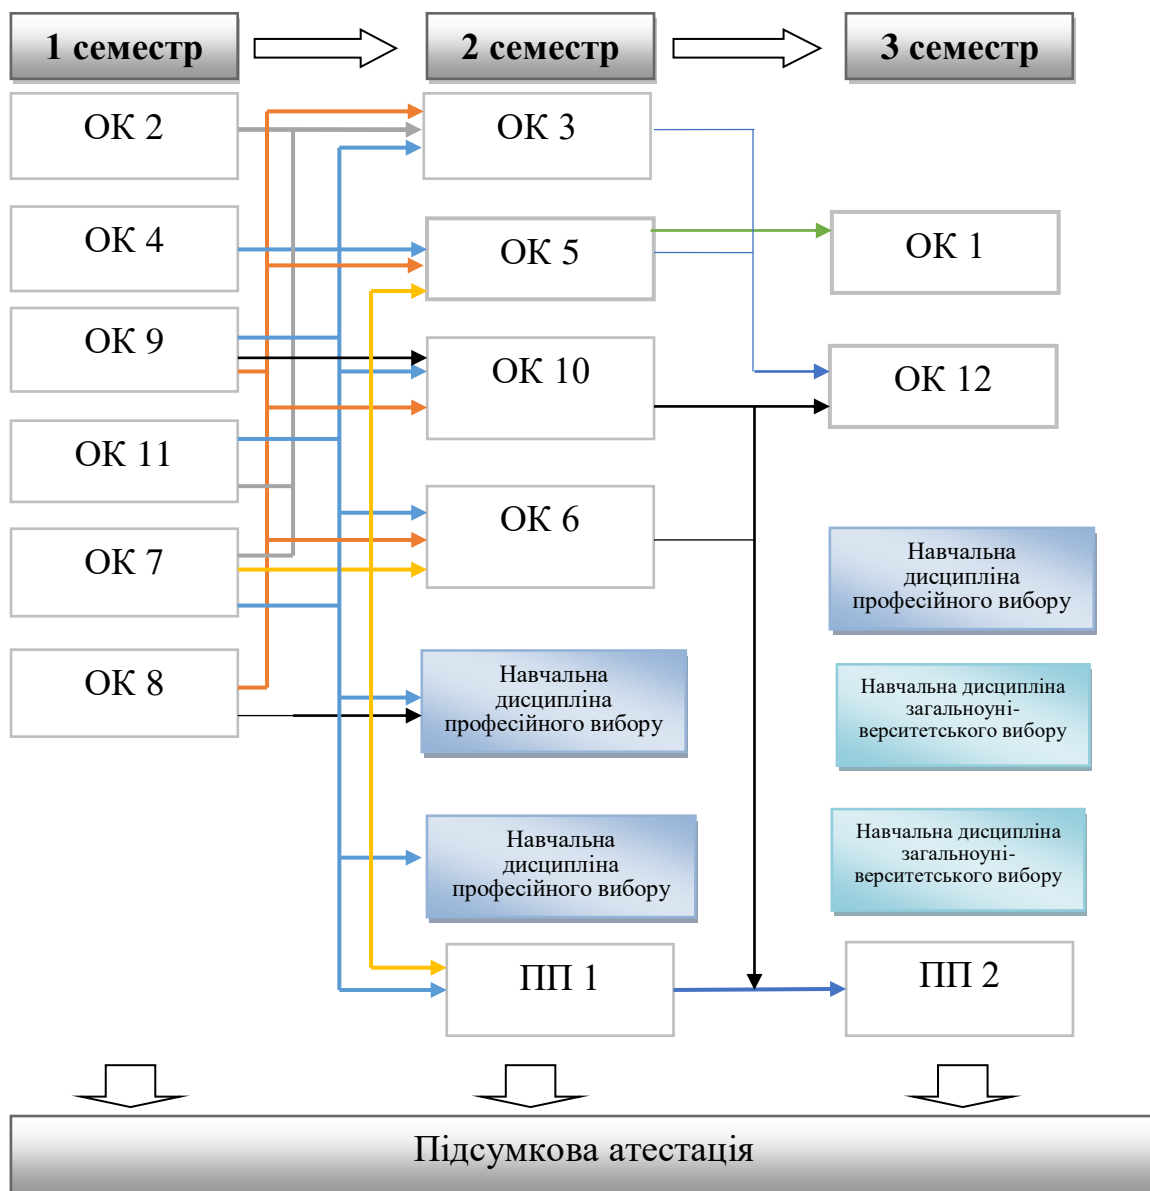 1 семестр
2 семестр
3 семестр
ОК 2
ОК 4
ОК 9
ОК 11
ОК 7
ОК 8
ОК 3
ОК 5
ОК 10
ОК 6
Навчальна
дисципліна
професійного вибору
Навчальна
дисципліна
професійного вибору
ПП 1
ОК 1
ОК 12
Навчальна
дисципліна
професійного вибору
Навчальна дисципліна
загальноуні-
верситетського вибору
Навчальна дисципліна
загальноуні-
верситетського вибору
ПП 2
Підсумкова атестація